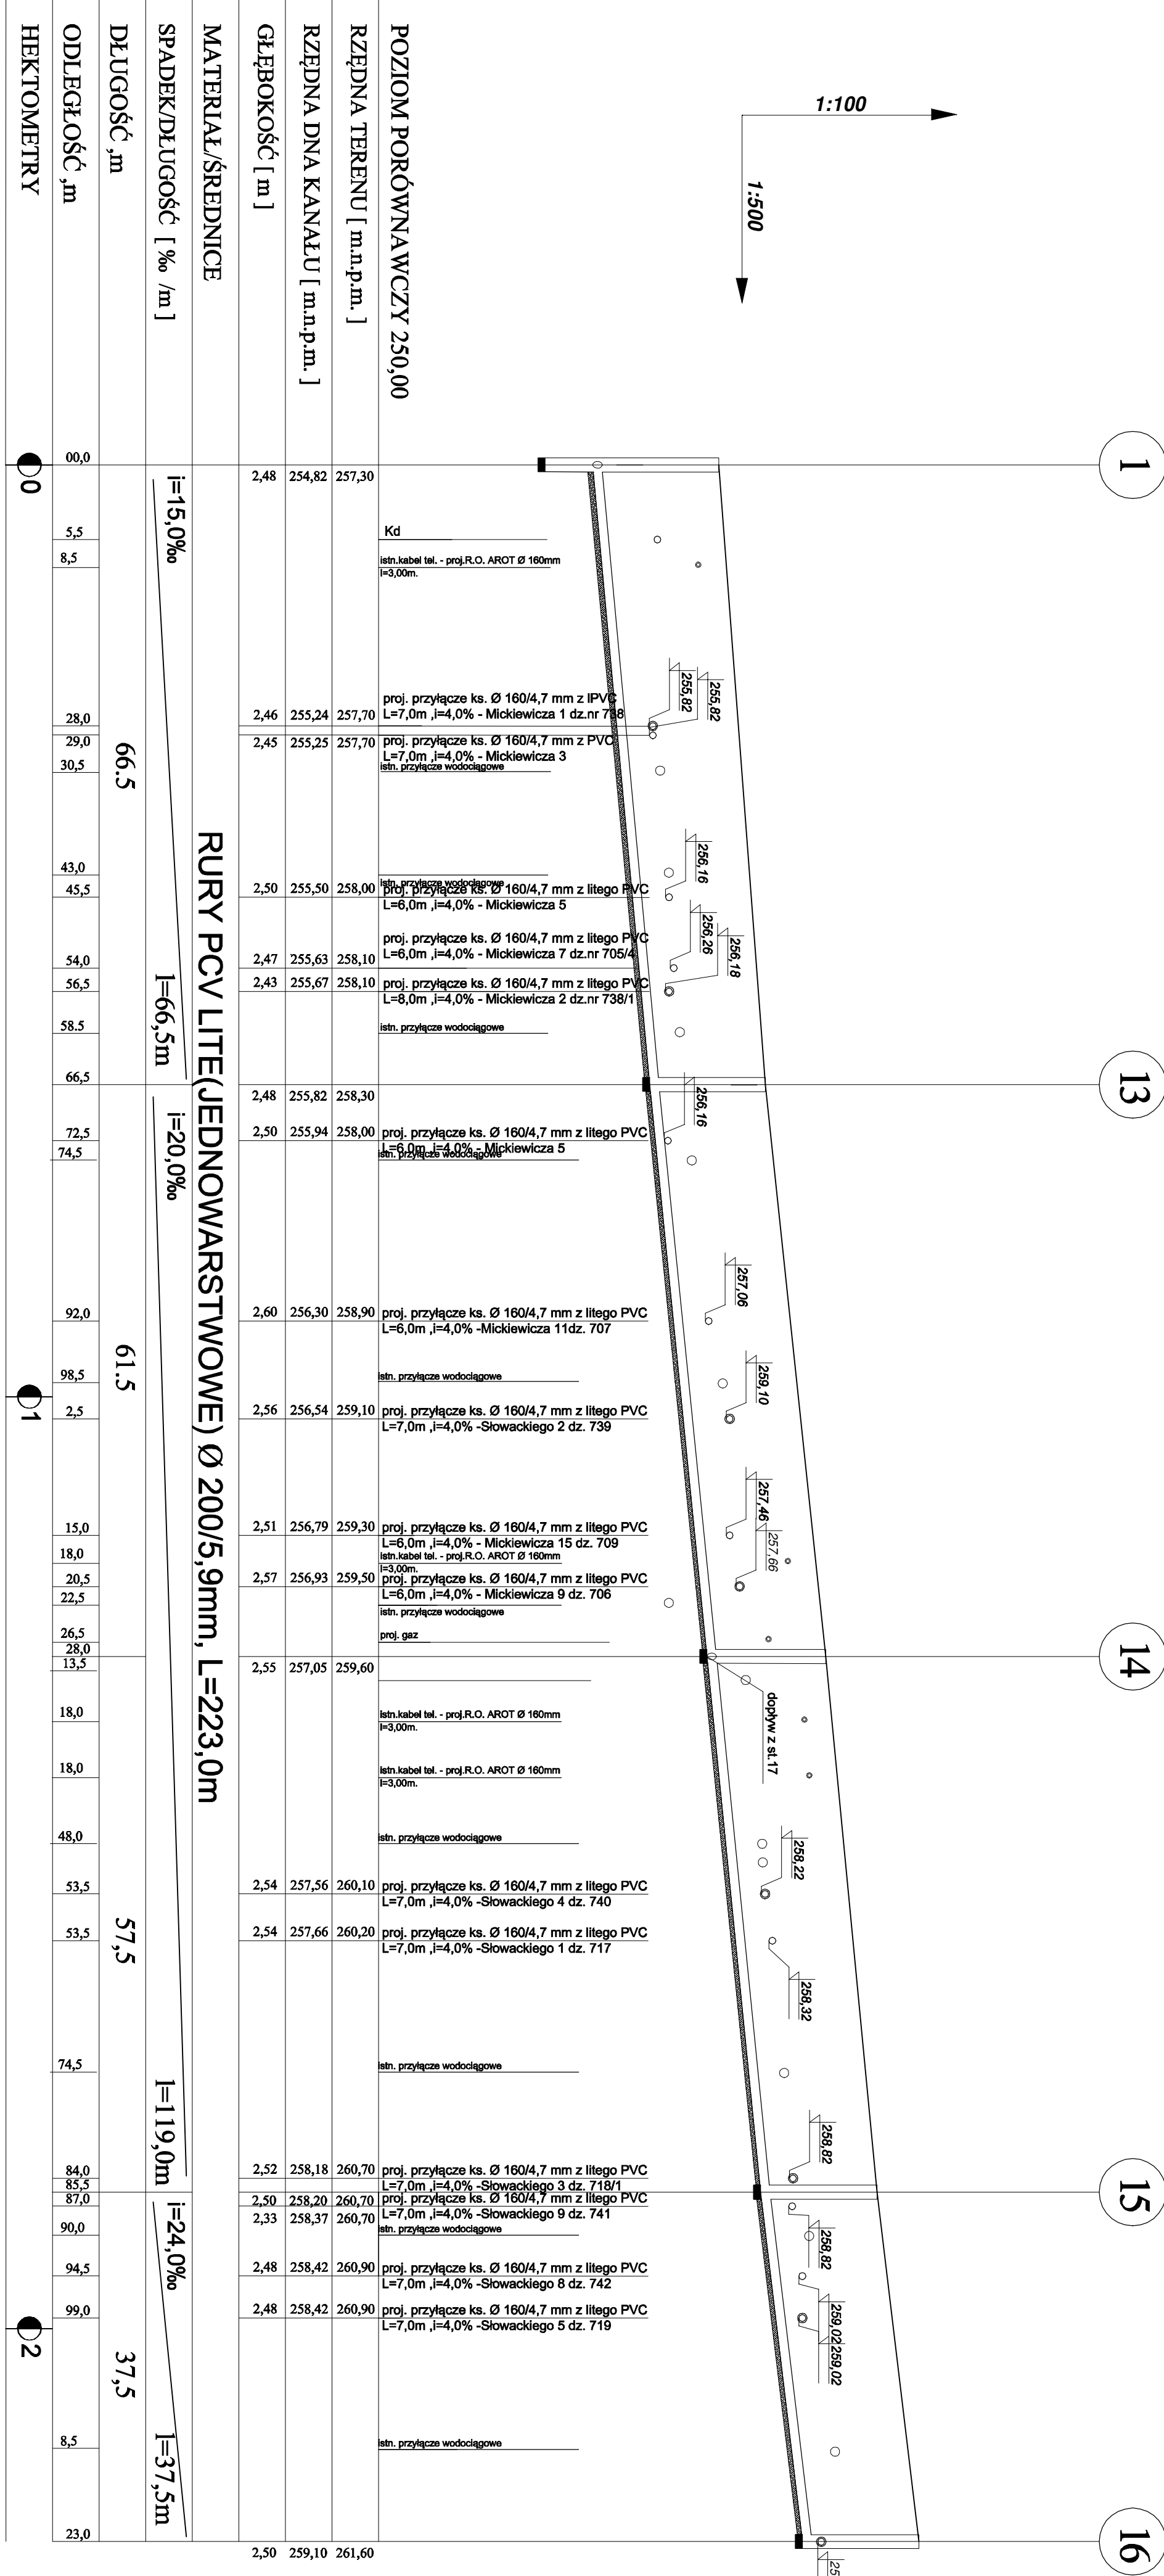 1:100
1:500
1
13
14
15
16
255,82
255,82
256,16
256,26
256,18
256,16
257,06
259,10
257,46
257,66
dopływ z st.17
258,22
258,32
258,82
258,82
259,02
259,02
POZIOM PORÓWNAWCZY 250,00
Kd
istn.kabel tel. - proj.R.O. AROT Ø 160mm
l=3,00m.
proj. przyłącze ks. Ø 160/4,7 mm z lPVC
L=7,0m ,i=4,0% - Mickiewicza 1 dz.nr 738
proj. przyłącze ks. Ø 160/4,7 mm z PVC
L=7,0m ,i=4,0% - Mickiewicza 3
istn. przyłącze wodociągowe
istn. przyłącze wodociągowe
proj. przyłącze ks. Ø 160/4,7 mm z litego PVC
L=6,0m ,i=4,0% - Mickiewicza 5
proj. przyłącze ks. Ø 160/4,7 mm z litego PVC
L=6,0m ,i=4,0% - Mickiewicza 7 dz.nr 705/4
proj. przyłącze ks. Ø 160/4,7 mm z litego PVC
L=8,0m ,i=4,0% - Mickiewicza 2 dz.nr 738/1
istn. przyłącze wodociągowe
proj. przyłącze ks. Ø 160/4,7 mm z litego PVC
L=6,0m ,i=4,0% - Mickiewicza 5
istn. przyłącze wodociągowe
proj. przyłącze ks. Ø 160/4,7 mm z litego PVC
L=6,0m ,i=4,0% -Mickiewicza 11dz. 707
istn. przyłącze wodociągowe
proj. przyłącze ks. Ø 160/4,7 mm z litego PVC
L=7,0m ,i=4,0% -Słowackiego 2 dz. 739
proj. przyłącze ks. Ø 160/4,7 mm z litego PVC
L=6,0m ,i=4,0% - Mickiewicza 15 dz. 709
istn.kabel tel. - proj.R.O. AROT Ø 160mm
l=3,00m.
proj. przyłącze ks. Ø 160/4,7 mm z litego PVC
L=6,0m ,i=4,0% - Mickiewicza 9 dz. 706
istn. przyłącze wodociągowe
proj. gaz
istn.kabel tel. - proj.R.O. AROT Ø 160mm
l=3,00m.
istn.kabel tel. - proj.R.O. AROT Ø 160mm
l=3,00m.
istn. przyłącze wodociągowe
proj. przyłącze ks. Ø 160/4,7 mm z litego PVC
L=7,0m ,i=4,0% -Słowackiego 4 dz. 740
proj. przyłącze ks. Ø 160/4,7 mm z litego PVC
L=7,0m ,i=4,0% -Słowackiego 1 dz. 717
istn. przyłącze wodociągowe
proj. przyłącze ks. Ø 160/4,7 mm z litego PVC
L=7,0m ,i=4,0% -Słowackiego 3 dz. 718/1
proj. przyłącze ks. Ø 160/4,7 mm z litego PVC
L=7,0m ,i=4,0% -Słowackiego 9 dz. 741
istn. przyłącze wodociągowe
proj. przyłącze ks. Ø 160/4,7 mm z litego PVC
L=7,0m ,i=4,0% -Słowackiego 8 dz. 742
proj. przyłącze ks. Ø 160/4,7 mm z litego PVC
L=7,0m ,i=4,0% -Słowackiego 5 dz. 719
istn. przyłącze wodociągowe
RZĘDNA TERENU [ m.n.p.m. ]
257,30 257,70 257,70 258,00 258,10 258,10 258,30 258,00 258,90 259,10 259,30 259,50 259,60 260,10 260,20 260,70 260,70 260,70 260,90 260,90 261,60
RZĘDNA DNA KANAŁU [ m.n.p.m. ]
254,82 255,24 255,25 255,50 255,63 255,67 255,82 255,94 256,30 256,54 256,79 256,93 257,05 257,56 257,66 258,18 258,20 258,37 258,42 258,42 259,10
GŁĘBOKOŚĆ [ m ]
2,48 2,46 2,45 2,50 2,47 2,43 2,48 2,50 2,60 2,56 2,51 2,57 2,55 2,54 2,54 2,52 2,50 2,33 2,48 2,48 2,50
MATERIAŁ/ŚREDNICE
RURY PCV LITE(JEDNOWARSTWOWE) Ø 200/5,9mm, L=223,0m
SPADEK/DŁUGOŚĆ [ ‰ /m ]
i=15,0‰ l=66,5m i=20,0‰ l=119,0m i=24,0‰ l=37,5m
DŁUGOŚĆ ,m
66.5 61.5 57,5 37,5
ODLEGŁOŚĆ ,m
00,0 5,5 8,5 28,0 29,0 30,5 43,0 45,5 54,0 56,5 58.5 66,5 72,5 74,5 92,0 98,5 2,5 15,0 18,0 20,5 22,5 26,5 28,0 13,5 18,0 18,0 48,0 53,5 53,5 74,5 84,0 85,5 87,0 90,0 94,5 99,0 8,5 23,0
HEKTOMETRY
0 1 2